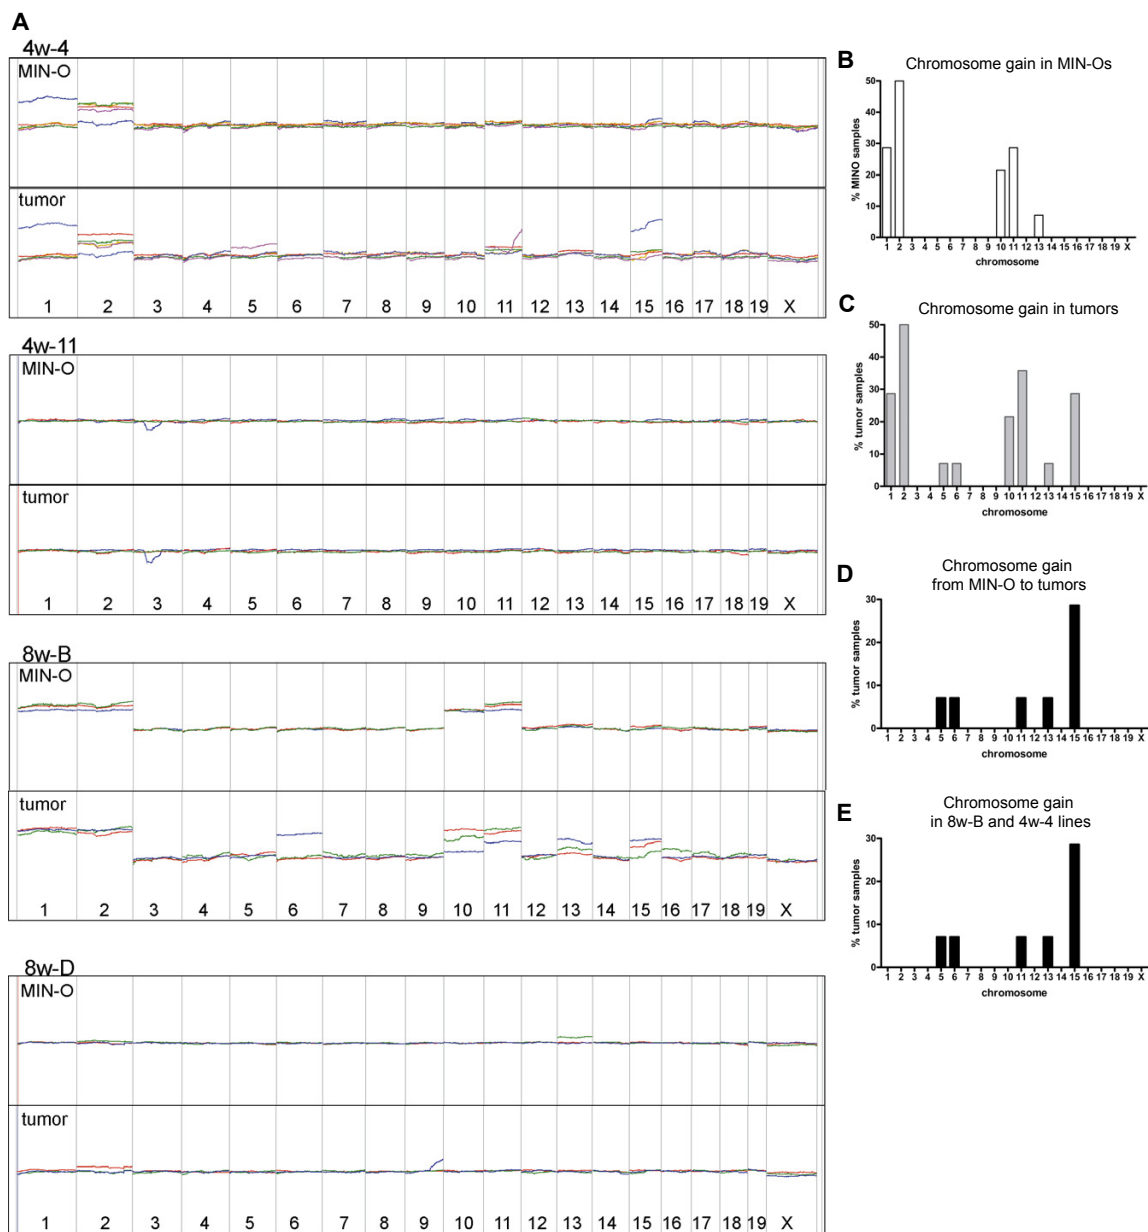 A
4w-4
MIN-O
tumor
1 2 3 4 5 6 7 8 9 10 11 12 13 14 15 16 17 18 19 X
4w-11
MIN-O
tumor
1 2 3 4 5 6 7 8 9 10 11 12 13 14 15 16 17 18 19 X
8w-B
MIN-O
tumor
1 2 3 4 5 6 7 8 9 10 11 12 13 14 15 16 17 18 19 X
8w-D
MIN-O
tumor
1 2 3 4 5 6 7 8 9 10 11 12 13 14 15 16 17 18 19 X
B
Chromosome gain in MIN-Os
% MINO samples
50
40
30
20
10
0
1 2 3 4 5 6 7 8 9 10 11 12 13 14 15 16 17 18 19 X
chromosome
C
Chromosome gain in tumors
% tumor samples
50
40
30
20
10
0
1 2 3 4 5 6 7 8 9 10 11 12 13 14 15 16 17 18 19 X
chromosome
D
Chromosome gain
from MIN-O to tumors
% tumor samples
30
20
10
0
1 2 3 4 5 6 7 8 9 10 11 12 13 14 15 16 17 18 19 X
chromosome
E
Chromosome gain
in 8w-B and 4w-4 lines
% tumor samples
30
20
10
0
1 2 3 4 5 6 7 8 9 10 11 12 13 14 15 16 17 18 19 X
chromosome